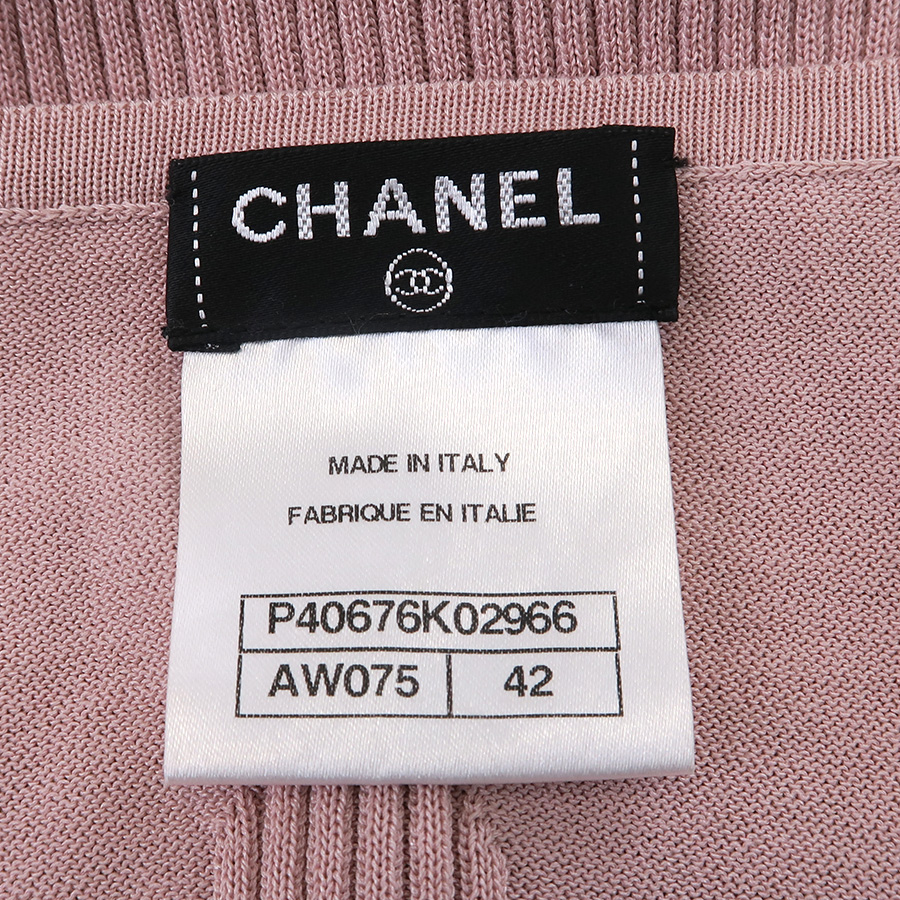 CHANEL
MADE IN ITALY
FABRIQUE EN ITALIE
P40676K02966
AW075 42